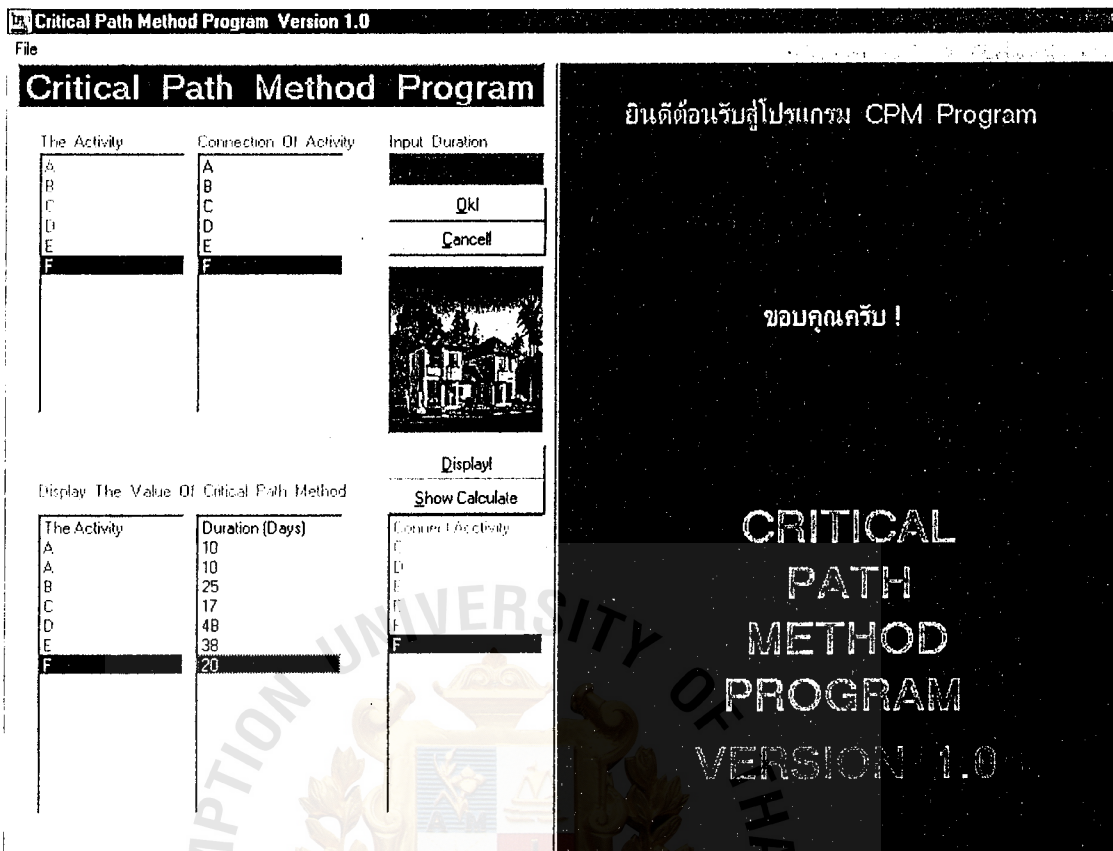 Critical Path Method Program Version 1.0
File
Critical Path Method Program
The Activity
A
B
C
D
E
F
Connection Of Activity
A
B
C
D
E
F
Input Duration
Ok!
Cancel!
Display!
Show Calculate
Display The Value Of Critical Path Method
The Activity
A
A
B
C
D
E
F
Duration (Days)
10
10
25
17
48
38
20
C
D
E
F
F
ยินดีต้อนรับสู่โปรแกรม CPM Program
ขอบคุณครับ !
CRITICAL
PATH
METHOD
PROGRAM
VERSION 1.0
UNIVERSITY OF